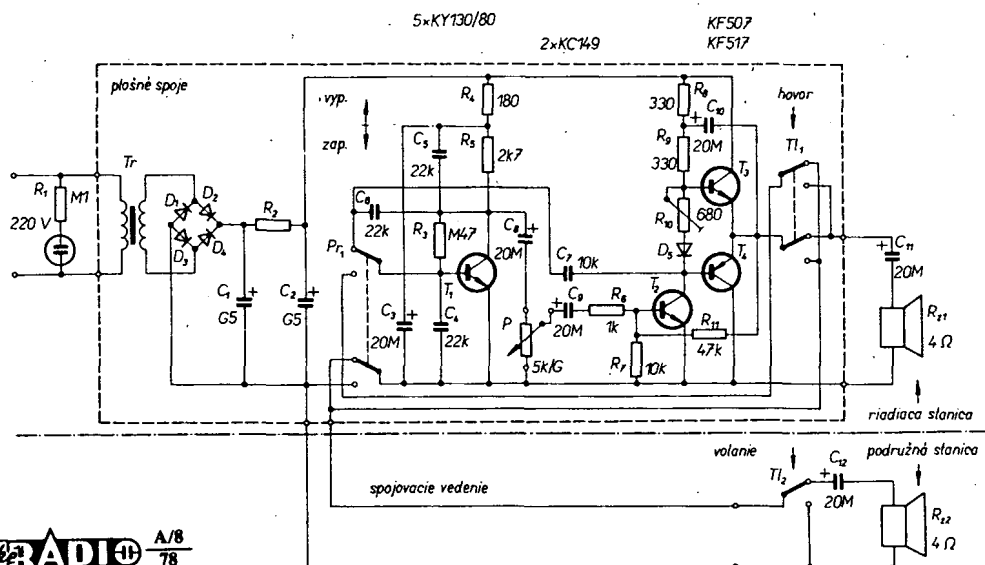 5×KY130/80
KF507
2×KC149
KF517
plošné spoje
vyp.
zap.
R4
180
R8
330
C10
20M
hovor
Tl1
C5
22k
R5
2k7
R9
330
T3
Tr
R1
M1
220 V
D1
D2
D3
D4
R2
C6
22k
R3
M47
C8
20M
R10
680
D5
T4
C11
20M
Pr1
C7
10k
T1
C1
G5
C2
G5
C3
20M
C4
22k
P
5k/G
C9
20M
R6
1k
T2
R11
47k
R7
10k
Rz1
4 Ω
riadiaca stanica
volanie
podružná stanica
spojovacie vedenie
Tl2
C12
20M
Rz2
4 Ω
RADIO
A/8
78